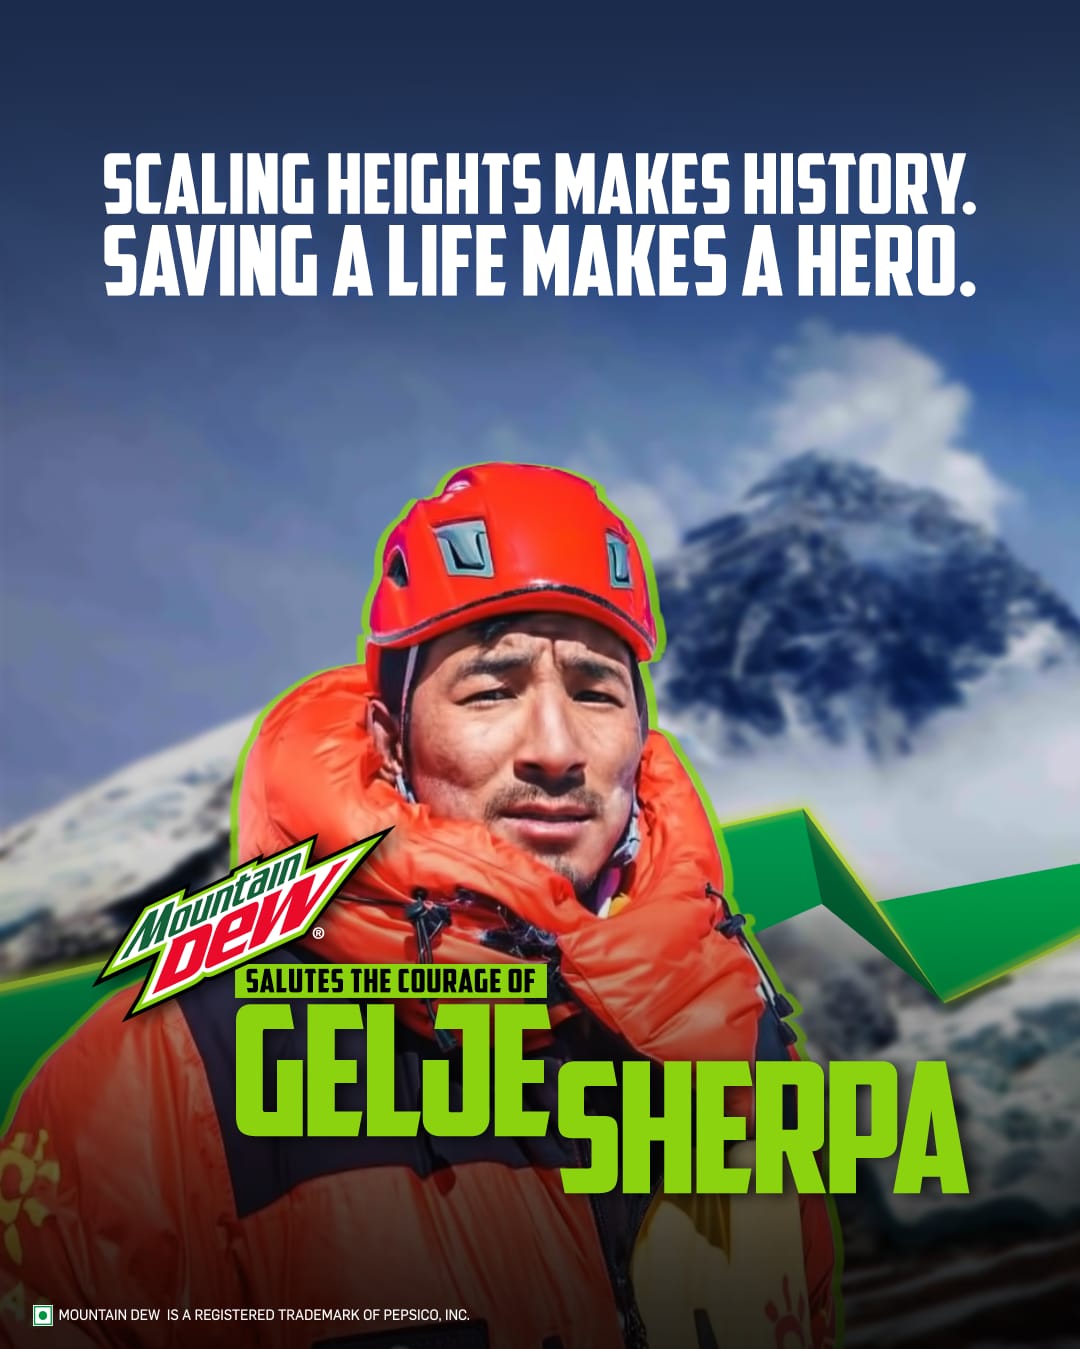 SCALING HEIGHTS MAKES HISTORY.
SAVING A LIFE MAKES A HERO.
Mountain
DEW®
SALUTES THE COURAGE OF
GELJE
SHERPA
MOUNTAIN DEW IS A REGISTERED TRADEMARK OF PEPSICO, INC.